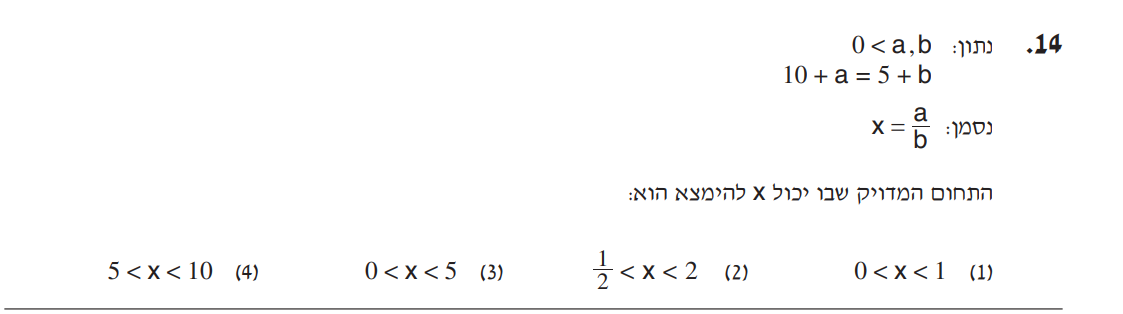 14. נתון: 0 < a,b
10 + a = 5 + b
נסמן: x = a/b
התחום המדויק שבו יכול x להימצא הוא:
(1) 0 < x < 1 (2) 1/2 < x < 2 (3) 0 < x < 5 (4) 5 < x < 10